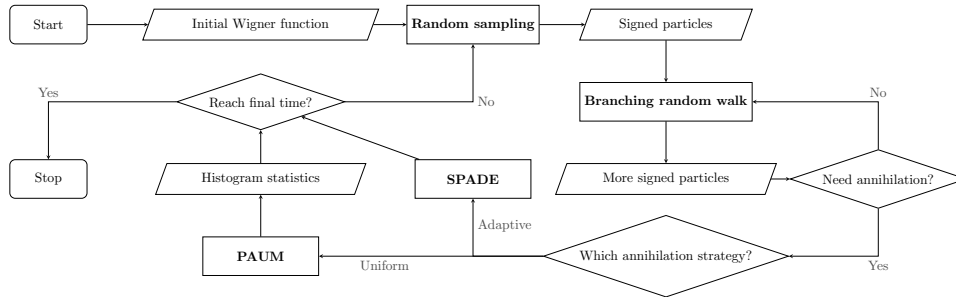 Start
Initial Wigner function
Random sampling
Signed particles
Yes
Reach final time?
No
Branching random walk
No
Stop
Histogram statistics
SPADE
More signed particles
Need annihilation?
Adaptive
PAUM
Uniform
Which annihilation strategy?
Yes